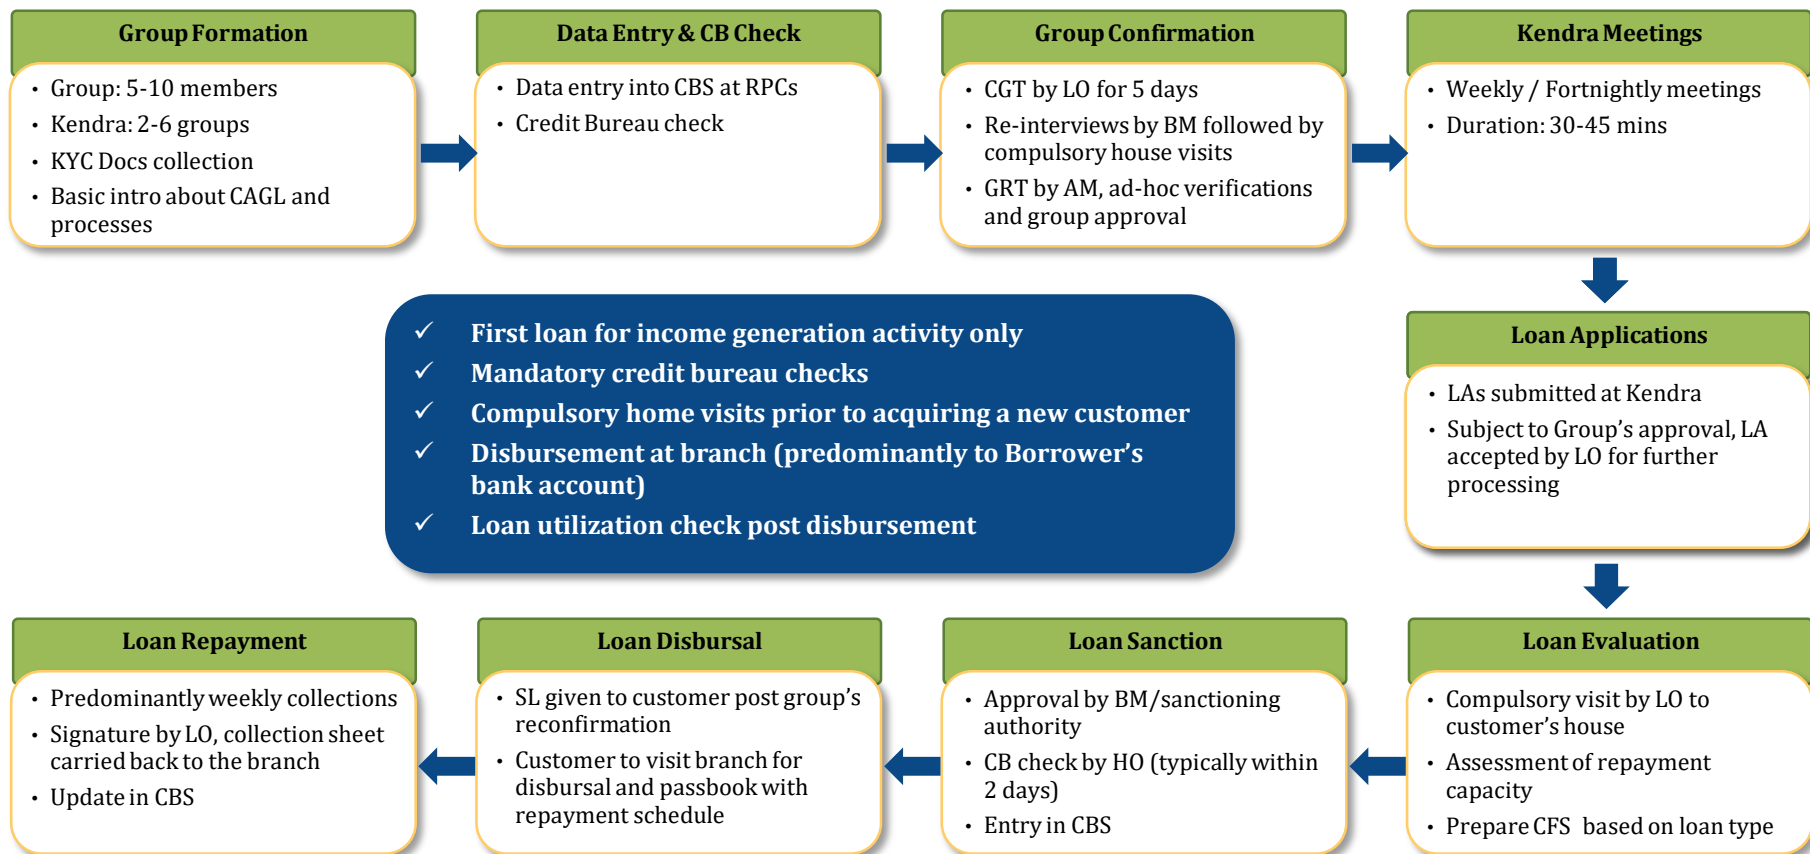 Group Formation
• Group: 5-10 members
• Kendra: 2-6 groups
• KYC Docs collection
• Basic intro about CAGL and
processes
Data Entry & CB Check
• Data entry into CBS at RPCs
• Credit Bureau check
Group Confirmation
• CGT by LO for 5 days
• Re-interviews by BM followed by
compulsory house visits
• GRT by AM, ad-hoc verifications
and group approval
Kendra Meetings
• Weekly / Fortnightly meetings
• Duration: 30-45 mins
✓ First loan for income generation activity only
✓ Mandatory credit bureau checks
✓ Compulsory home visits prior to acquiring a new customer
✓ Disbursement at branch (predominantly to Borrower's
bank account)
✓ Loan utilization check post disbursement
Loan Applications
• LAs submitted at Kendra
• Subject to Group's approval, LA
accepted by LO for further
processing
Loan Evaluation
• Compulsory visit by LO to
customer's house
• Assessment of repayment
capacity
• Prepare CFS based on loan type
Loan Sanction
• Approval by BM/sanctioning
authority
• CB check by HO (typically within
2 days)
• Entry in CBS
Loan Disbursal
• SL given to customer post group's
reconfirmation
• Customer to visit branch for
disbursal and passbook with
repayment schedule
Loan Repayment
• Predominantly weekly collections
• Signature by LO, collection sheet
carried back to the branch
• Update in CBS